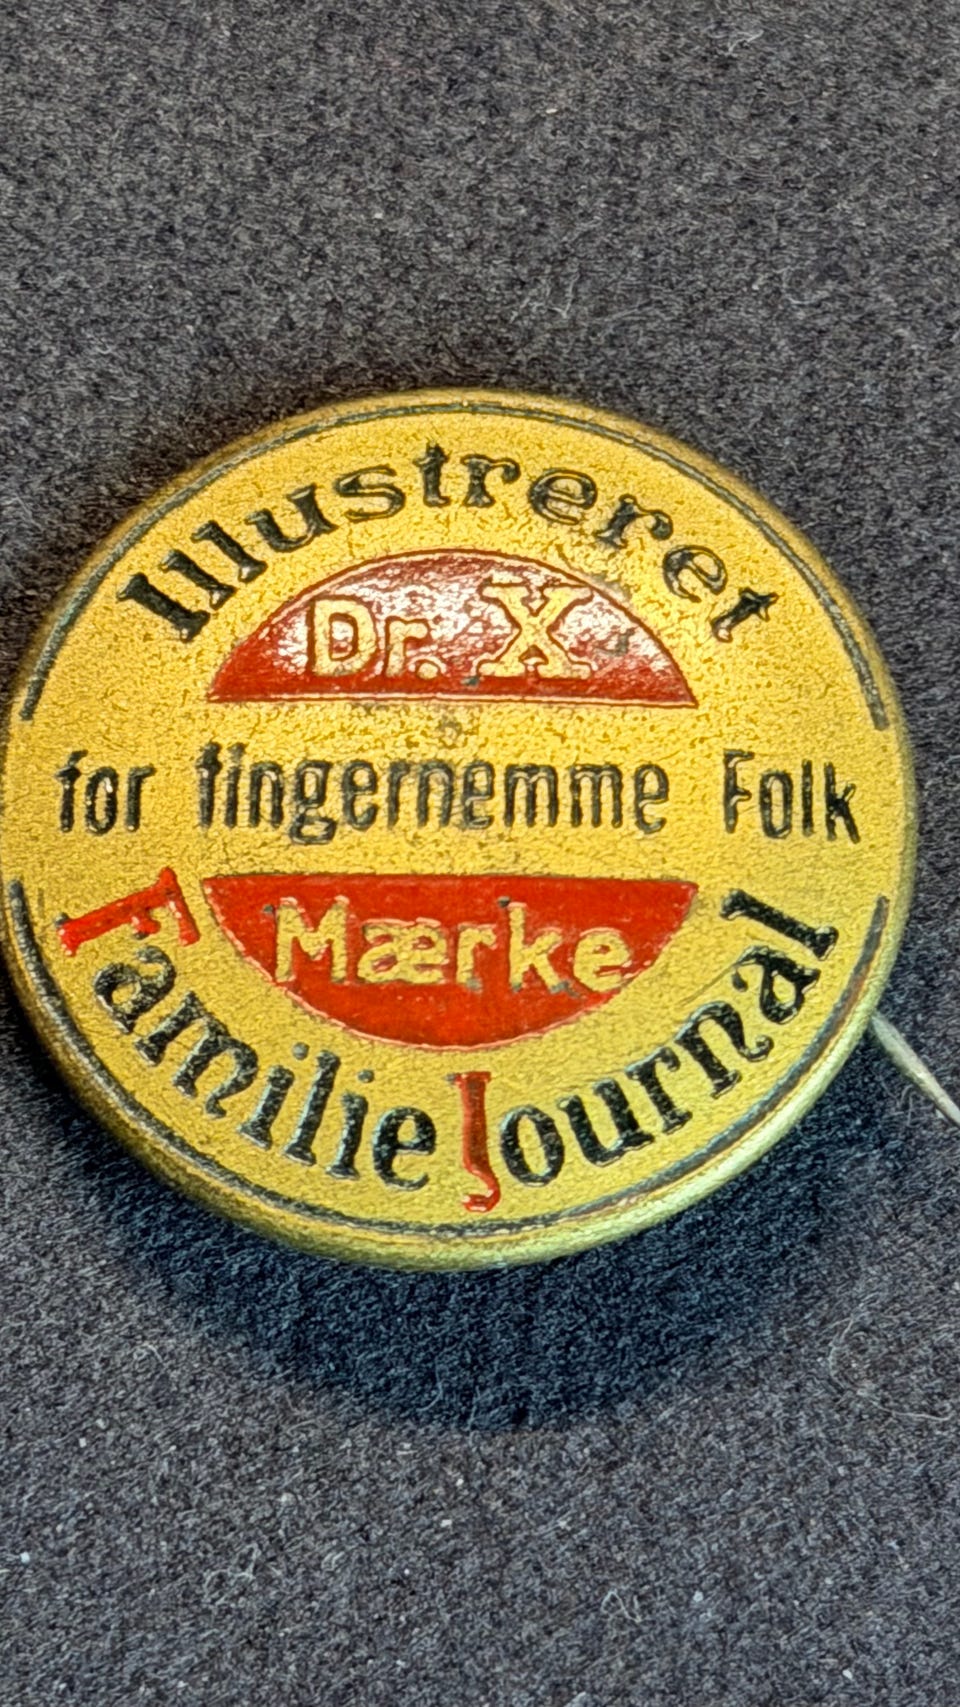 Illustreret
Dr. X
for fingernemme Folk
Mærke
Familie Journal